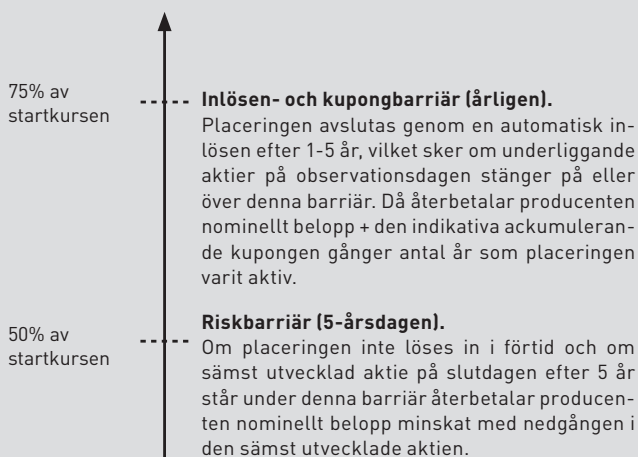 75% av
startkursen
Inlösen- och kupongbarriär (årligen).
Placeringen avslutas genom en automatisk in-
lösen efter 1-5 år, vilket sker om underliggande
aktier på observationsdagen stänger på eller
över denna barriär. Då återbetalar producenten
nominellt belopp + den indikativa ackumuleran-
de kupongen gånger antal år som placeringen
varit aktiv.
50% av
startkursen
Riskbarriär (5-årsdagen).
Om placeringen inte löses in i förtid och om
sämst utvecklad aktie på slutdagen efter 5 år
står under denna barriär återbetalar producen-
ten nominellt belopp minskat med nedgången i
den sämst utvecklade aktien.